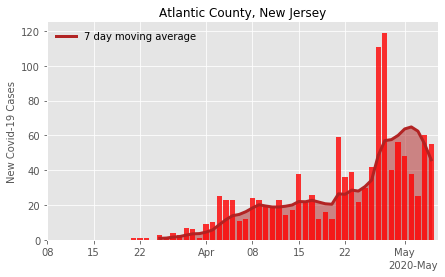 Atlantic County, New Jersey
7 day moving average
New Covid-19 Cases
120
100
80
60
40
20
0
08
15
22
Apr
08
15
22
May
2020-May